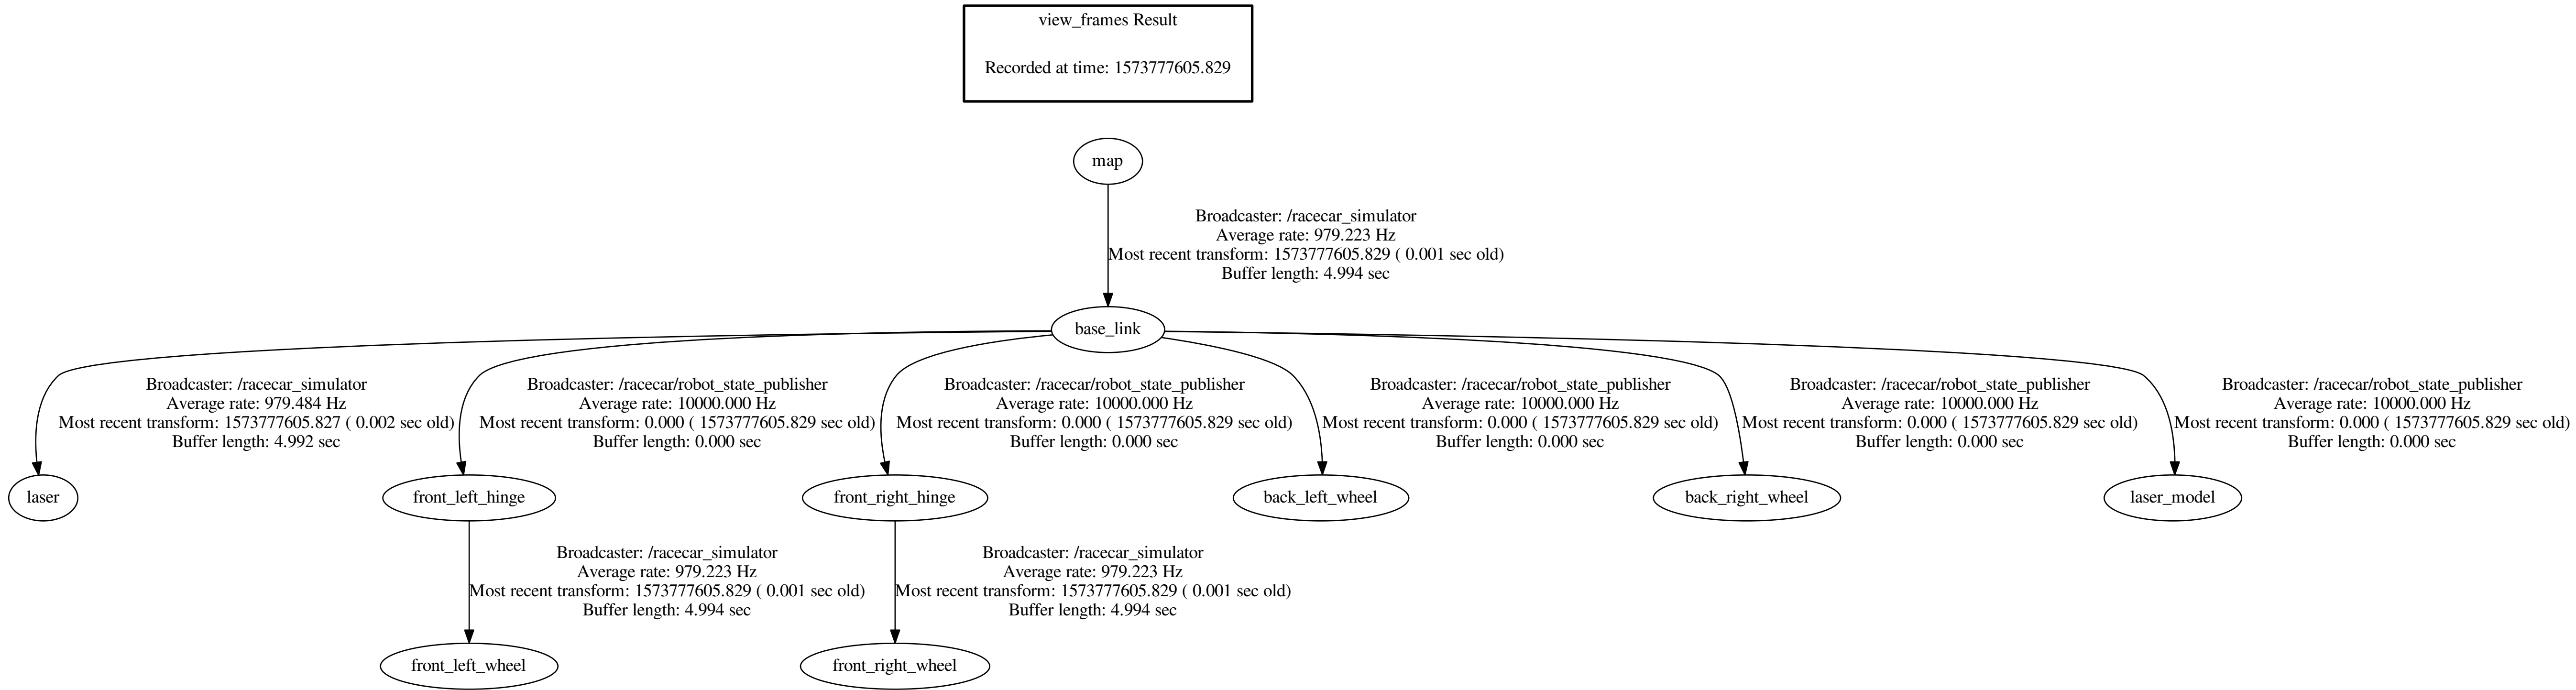 view_frames Result
Recorded at time: 1573777605.829
map
Broadcaster: /racecar_simulator
Average rate: 979.223 Hz
Most recent transform: 1573777605.829 ( 0.001 sec old)
Buffer length: 4.994 sec
base_link
Broadcaster: /racecar_simulator
Average rate: 979.484 Hz
Most recent transform: 1573777605.827 ( 0.002 sec old)
Buffer length: 4.992 sec
Broadcaster: /racecar/robot_state_publisher
Average rate: 10000.000 Hz
Most recent transform: 0.000 ( 1573777605.829 sec old)
Buffer length: 0.000 sec
Broadcaster: /racecar/robot_state_publisher
Average rate: 10000.000 Hz
Most recent transform: 0.000 ( 1573777605.829 sec old)
Buffer length: 0.000 sec
Broadcaster: /racecar/robot_state_publisher
Average rate: 10000.000 Hz
Most recent transform: 0.000 ( 1573777605.829 sec old)
Buffer length: 0.000 sec
Broadcaster: /racecar/robot_state_publisher
Average rate: 10000.000 Hz
Most recent transform: 0.000 ( 1573777605.829 sec old)
Buffer length: 0.000 sec
Broadcaster: /racecar/robot_state_publisher
Average rate: 10000.000 Hz
Most recent transform: 0.000 ( 1573777605.829 sec old)
Buffer length: 0.000 sec
laser
front_left_hinge
front_right_hinge
back_left_wheel
back_right_wheel
laser_model
Broadcaster: /racecar_simulator
Average rate: 979.223 Hz
Most recent transform: 1573777605.829 ( 0.001 sec old)
Buffer length: 4.994 sec
Broadcaster: /racecar_simulator
Average rate: 979.223 Hz
Most recent transform: 1573777605.829 ( 0.001 sec old)
Buffer length: 4.994 sec
front_left_wheel
front_right_wheel